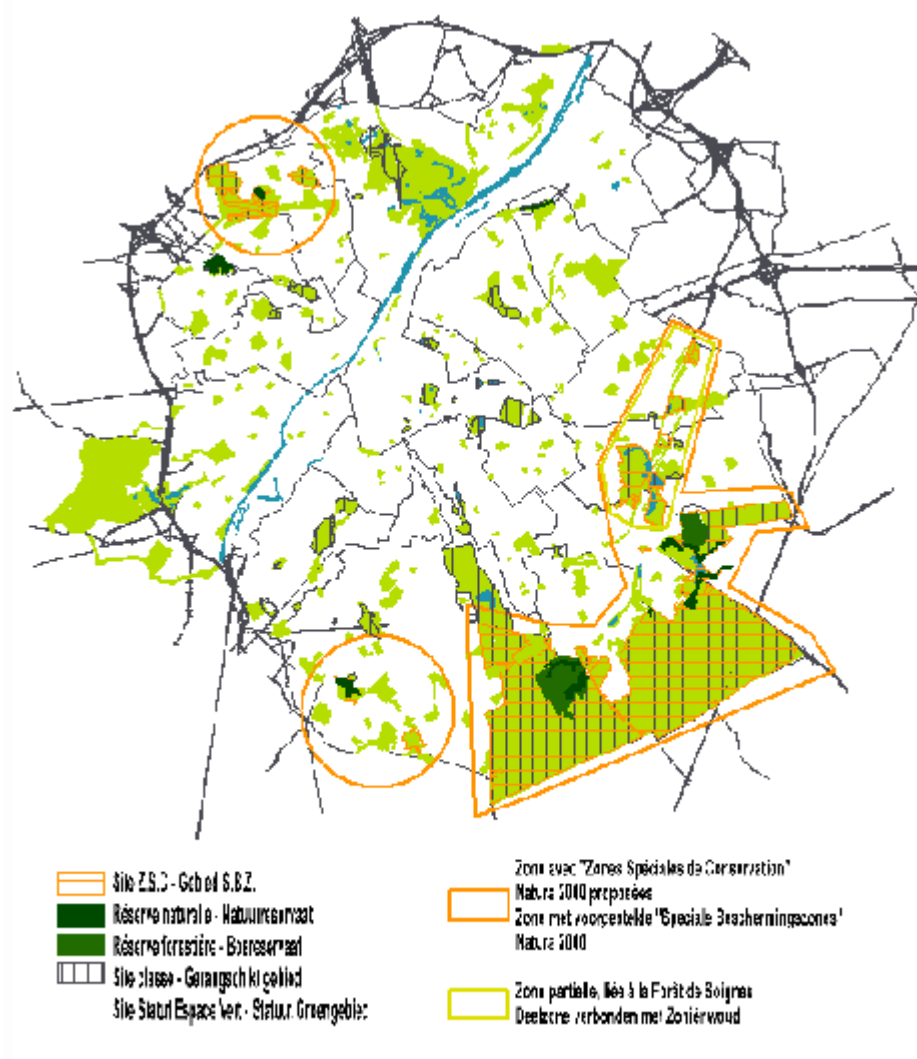 Site Z.S.C - Gebied S.B.Z.
Réserve naturelle - Natuurreservaat
Réserve forestière - Bosreservaat
Site classe - Gerangschikt gebied
Site Statut Espace Vert - Statuut Groengebied
Zone avec "Zones Spéciales de Conservation"
Natura 2000 proposées
Zone met voorgestelde "Speciale Beschermingszones"
Natura 2000
Zone partielle, liée à la Forêt de Soignes
Deelzone verbonden met Zoniënwoud